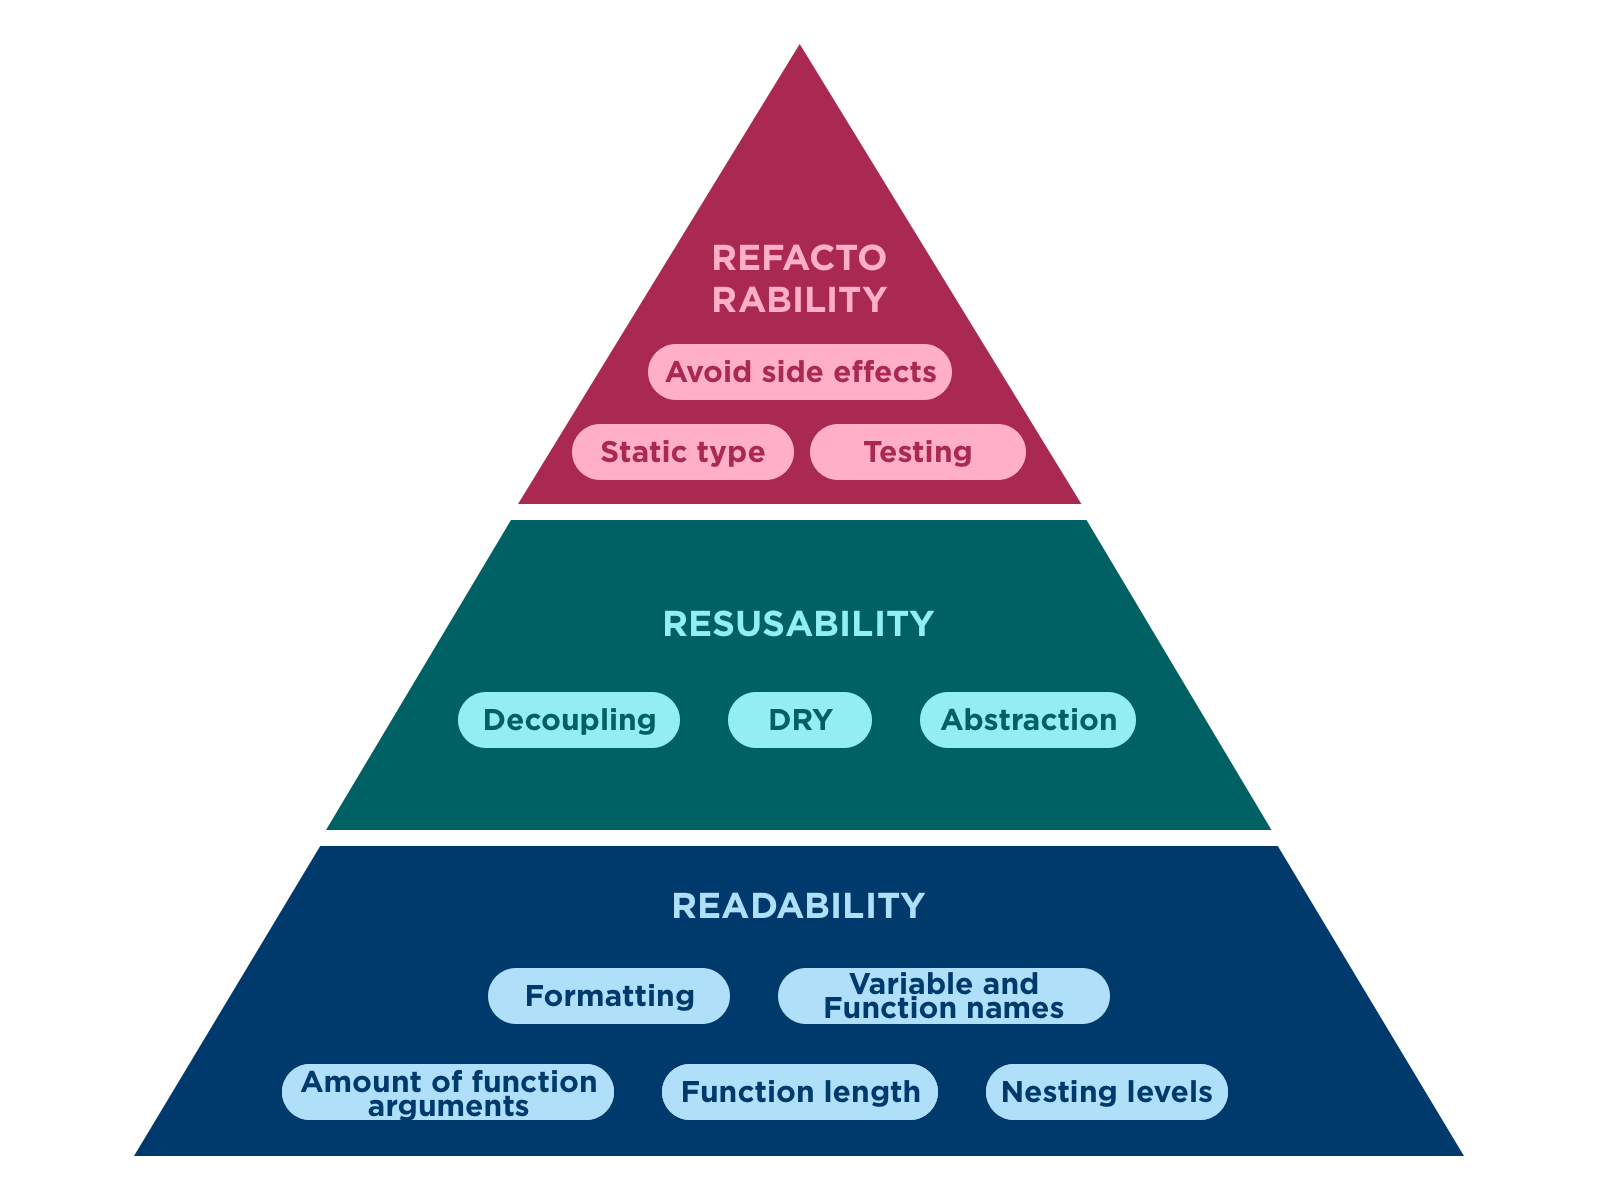 REFACTO
RABILITY
Avoid side effects
Static type
Testing
RESUSABILITY
Decoupling
DRY
Abstraction
READABILITY
Formatting
Variable and
Function names
Amount of function
arguments
Function length
Nesting levels